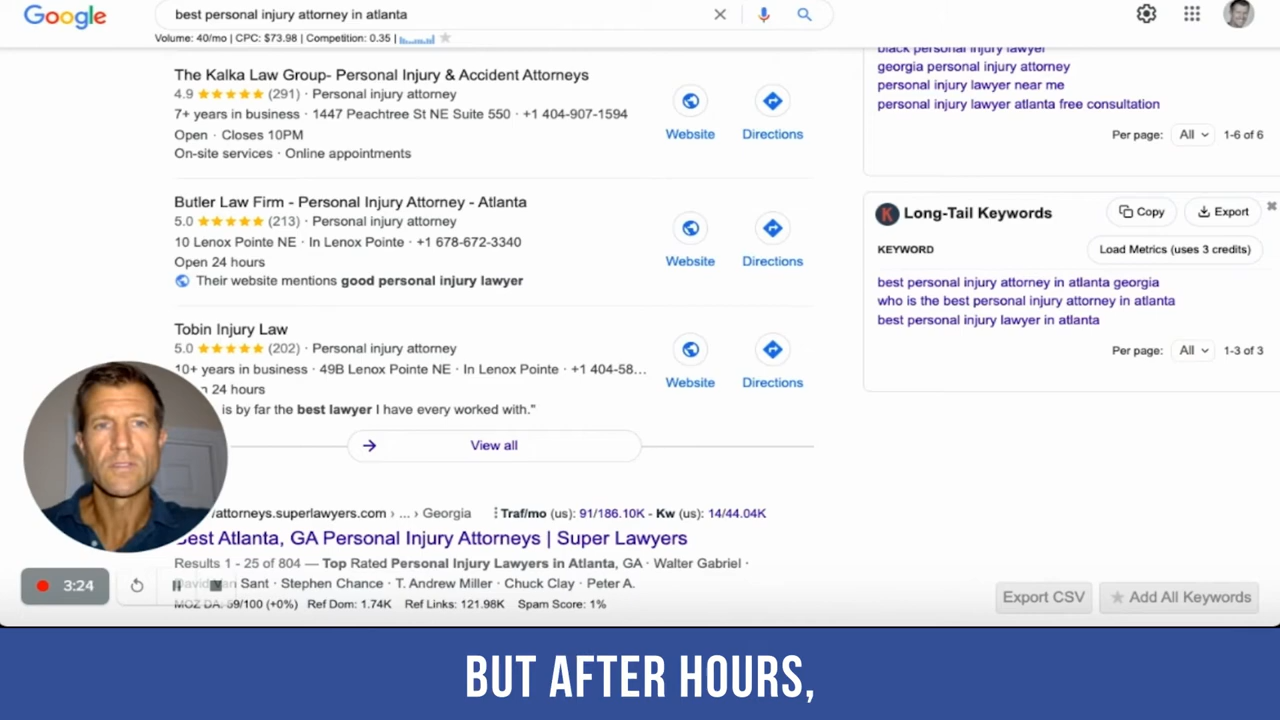 Google
best personal injury attorney in atlanta
Volume: 40/mo | CPC: $73.98 | Competition: 0.35 |
The Kalka Law Group- Personal Injury & Accident Attorneys
4.9 ★★★★★ (291) · Personal injury attorney
7+ years in business · 1447 Peachtree St NE Suite 550 · +1 404-907-1594
Open · Closes 10PM
On-site services · Online appointments
Website
Directions
Butler Law Firm - Personal Injury Attorney - Atlanta
5.0 ★★★★★ (213) · Personal injury attorney
10 Lenox Pointe NE · In Lenox Pointe · +1 678-672-3340
Open 24 hours
Their website mentions good personal injury lawyer
Website
Directions
Tobin Injury Law
5.0 ★★★★★ (202) · Personal injury attorney
10+ years in business · 49B Lenox Pointe NE · In Lenox Pointe · +1 404-58...
24 hours
is by far the best lawyer I have every worked with."
Website
Directions
View all
attorneys.superlawyers.com › ... › Georgia
Traf/mo (us): 91/186.10K - Kw (us): 14/44.04K
Best Atlanta, GA Personal Injury Attorneys | Super Lawyers
Results 1 - 25 of 804 — Top Rated Personal Injury Lawyers in Atlanta, GA · Walter Gabriel ·
Sant · Stephen Chance · T. Andrew Miller · Chuck Clay · Peter A.
MOZ DA: 59/100 (+0%) Ref Dom: 1.74K Ref Links: 121.98K Spam Score: 1%
3:24
black personal injury lawyer
georgia personal injury attorney
personal injury lawyer near me
personal injury lawyer atlanta free consultation
Per page: All 1-6 of 6
K Long-Tail Keywords
Copy
Export
KEYWORD
Load Metrics (uses 3 credits)
best personal injury attorney in atlanta georgia
who is the best personal injury attorney in atlanta
best personal injury lawyer in atlanta
Per page: All 1-3 of 3
Export CSV
Add All Keywords
BUT AFTER HOURS,